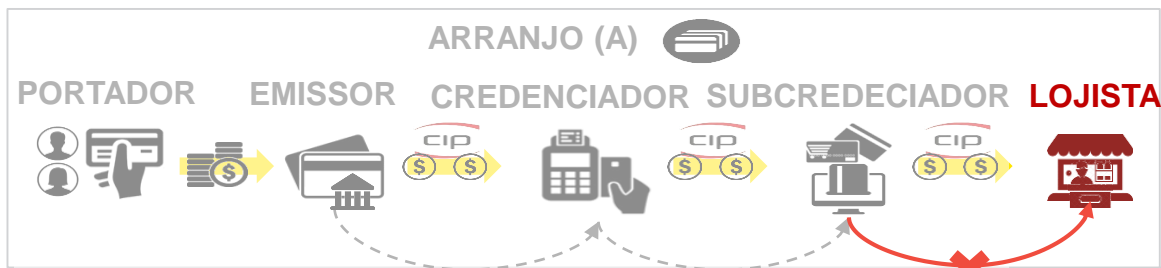 ARRANJO (A)
PORTADOR EMISSOR CREDENCIADOR SUBCREDECIADOR LOJISTA
CIP CIP CIP
$ $ $ $ $ $ $